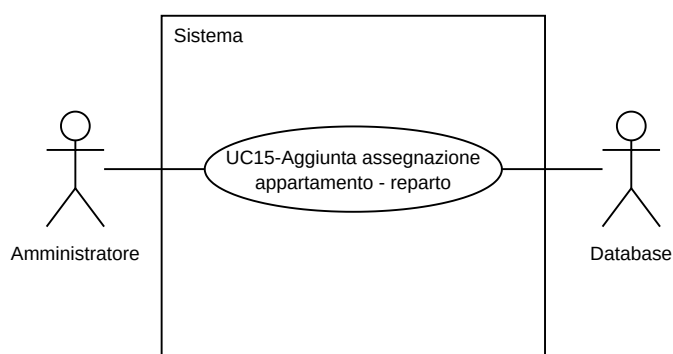 Sistema
UC15-Aggiunta assegnazione
appartamento - reparto
Amministratore
Database